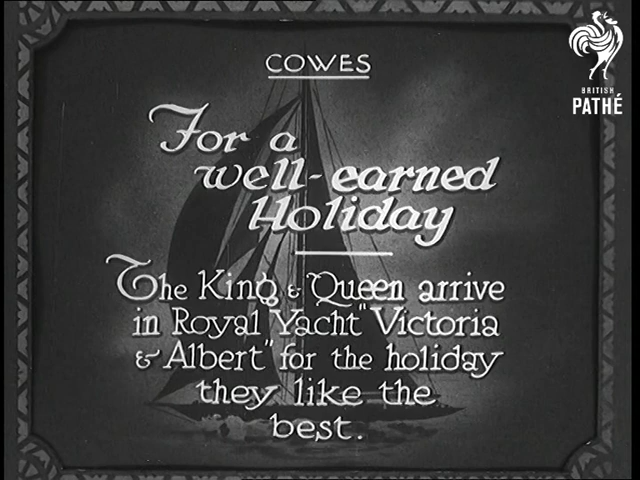 COWES
BRITISH
PATHÉ
For a
well-earned
Holiday
The King & Queen arrive
in Royal Yacht "Victoria
& Albert" for the holiday
they like the
best.